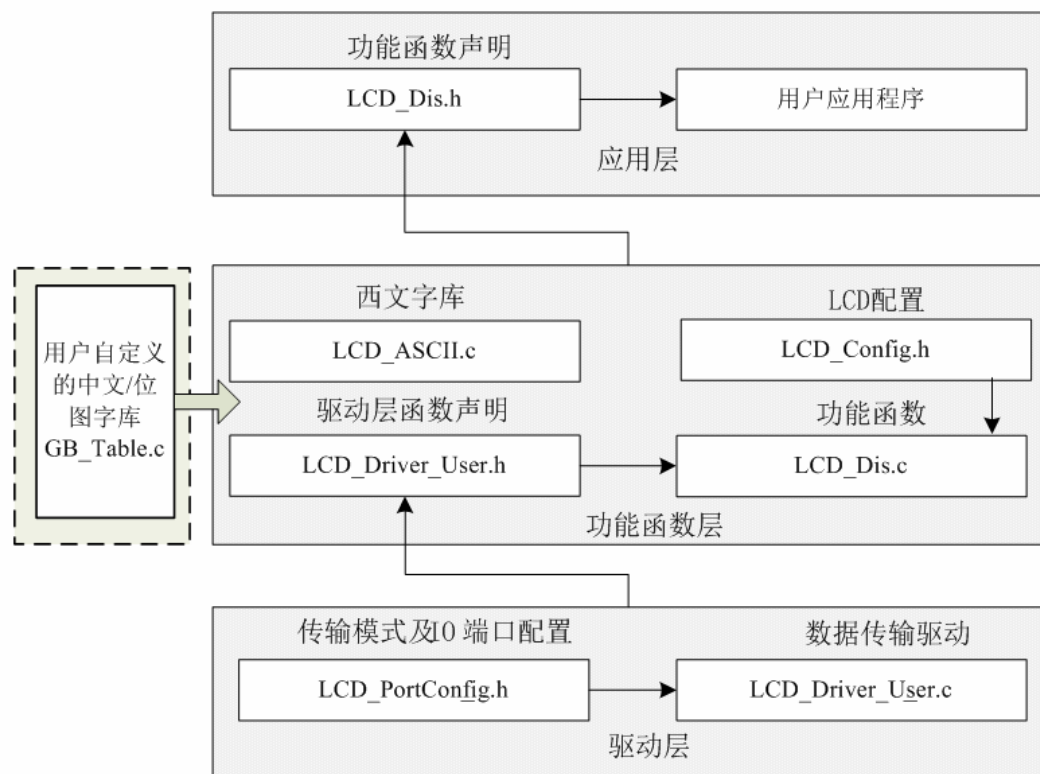 功能函数声明
LCD_Dis.h
用户应用程序
应用层
用户自定义
的中文/位
图字库
GB_Table.c
西文字库
LCD配置
LCD_ASCII.c
LCD_Config.h
驱动层函数声明
功能函数
LCD_Driver_User.h
LCD_Dis.c
功能函数层
传输模式及IO 端口配置
数据传输驱动
LCD_PortConfig.h
LCD_Driver_User.c
驱动层